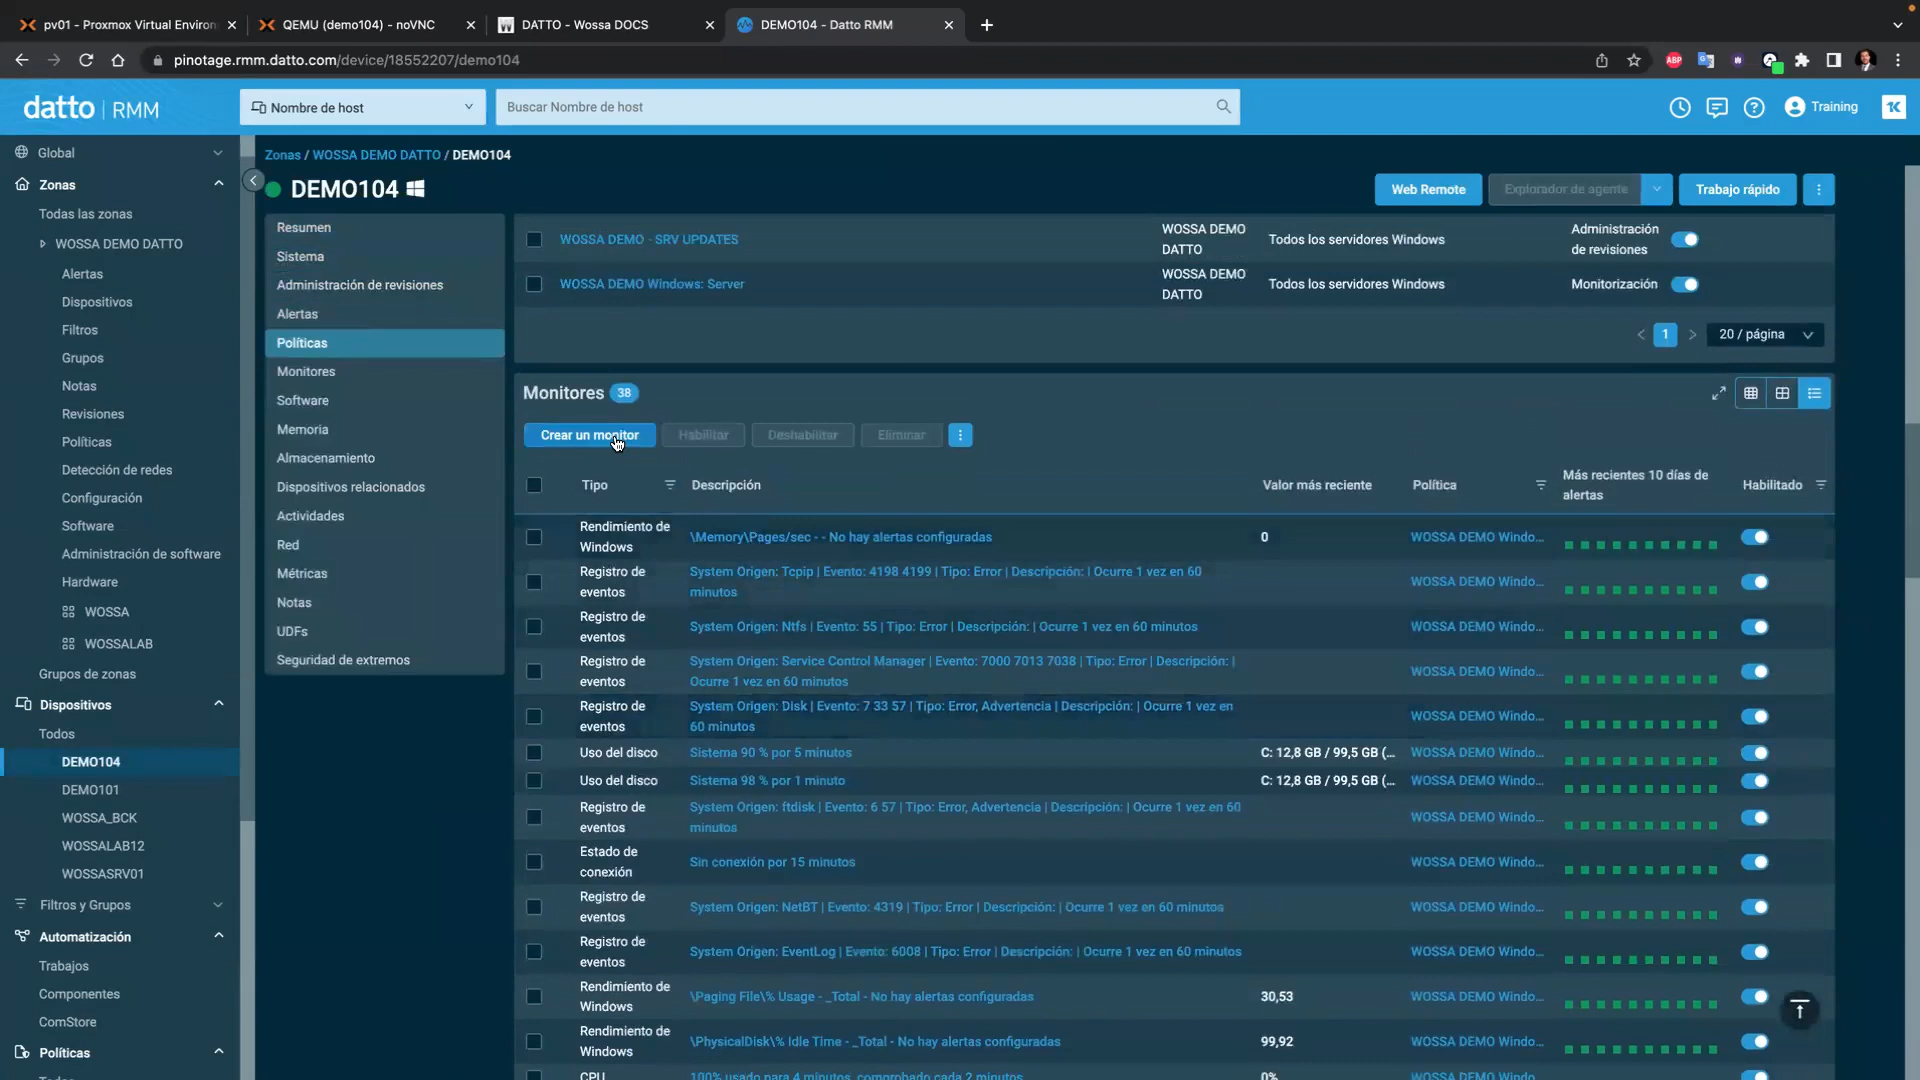 pv01 - Proxmox Virtual Environ
QEMU (demo104) - noVNC
DATTO - Wossa DOCS
DEMO104 - Datto RMM
pinotage.rmm.datto.com/device/18552207/demo104
datto | RMM
Nombre de host
Buscar Nombre de host
Training
Global
Zonas
Todas las zonas
WOSSA DEMO DATTO
Alertas
Dispositivos
Filtros
Grupos
Notas
Revisiones
Políticas
Detección de redes
Configuración
Software
Administración de software
Hardware
WOSSA
WOSSALAB
Grupos de zonas
Dispositivos
Todos
DEMO104
DEMO101
WOSSA_BCK
WOSSALAB12
WOSSASRV01
Filtros y Grupos
Automatización
Trabajos
Componentes
ComStore
Políticas
Zonas / WOSSA DEMO DATTO / DEMO104
DEMO104
Web Remote
Explorador de agente
Trabajo rápido
Resumen
Sistema
Administración de revisiones
Alertas
Políticas
Monitores
Software
Memoria
Almacenamiento
Dispositivos relacionados
Actividades
Red
Métricas
Notas
UDFs
Seguridad de extremos
WOSSA DEMO - SRV UPDATES
WOSSA DEMO
DATTO
Todos los servidores Windows
Administración
de revisiones
WOSSA DEMO Windows: Server
WOSSA DEMO
DATTO
Todos los servidores Windows
Monitorización
1
20 / página
Monitores 38
Crear un monitor
Habilitar
Deshabilitar
Eliminar
Tipo
Descripción
Valor más reciente
Política
Más recientes 10 días de
alertas
Habilitado
Rendimiento de
Windows
\Memory\Pages/sec - - No hay alertas configuradas
0
WOSSA DEMO Windo...
Registro de
eventos
System Origen: Tcpip | Evento: 4198 4199 | Tipo: Error | Descripción: | Ocurre 1 vez en 60
minutos
WOSSA DEMO Windo...
Registro de
eventos
System Origen: Ntfs | Evento: 55 | Tipo: Error | Descripción: | Ocurre 1 vez en 60 minutos
WOSSA DEMO Windo...
Registro de
eventos
System Origen: Service Control Manager | Evento: 7000 7013 7038 | Tipo: Error | Descripción: |
Ocurre 1 vez en 60 minutos
WOSSA DEMO Windo...
Registro de
eventos
System Origen: Disk | Evento: 7 33 57 | Tipo: Error, Advertencia | Descripción: | Ocurre 1 vez en
60 minutos
WOSSA DEMO Windo...
Uso del disco
Sistema 90 % por 5 minutos
C: 12,8 GB / 99,5 GB (...
WOSSA DEMO Windo...
Uso del disco
Sistema 98 % por 1 minuto
C: 12,8 GB / 99,5 GB (...
WOSSA DEMO Windo...
Registro de
eventos
System Origen: ftdisk | Evento: 6 57 | Tipo: Error, Advertencia | Descripción: | Ocurre 1 vez en 60
minutos
WOSSA DEMO Windo...
Estado de
conexión
Sin conexión por 15 minutos
WOSSA DEMO Windo...
Registro de
eventos
System Origen: NetBT | Evento: 4319 | Tipo: Error | Descripción: | Ocurre 1 vez en 60 minutos
WOSSA DEMO Windo...
Registro de
eventos
System Origen: EventLog | Evento: 6008 | Tipo: Error | Descripción: | Ocurre 1 vez en 60 minutos
WOSSA DEMO Windo...
Rendimiento de
Windows
\Paging File\% Usage - _Total - No hay alertas configuradas
30,53
WOSSA DEMO Windo...
Rendimiento de
Windows
\PhysicalDisk\% Idle Time - _Total - No hay alertas configuradas
99,92
WOSSA DEMO Windo...
CPU
100% usado para 4 minutos, comprobado cada 2 minutos
0%